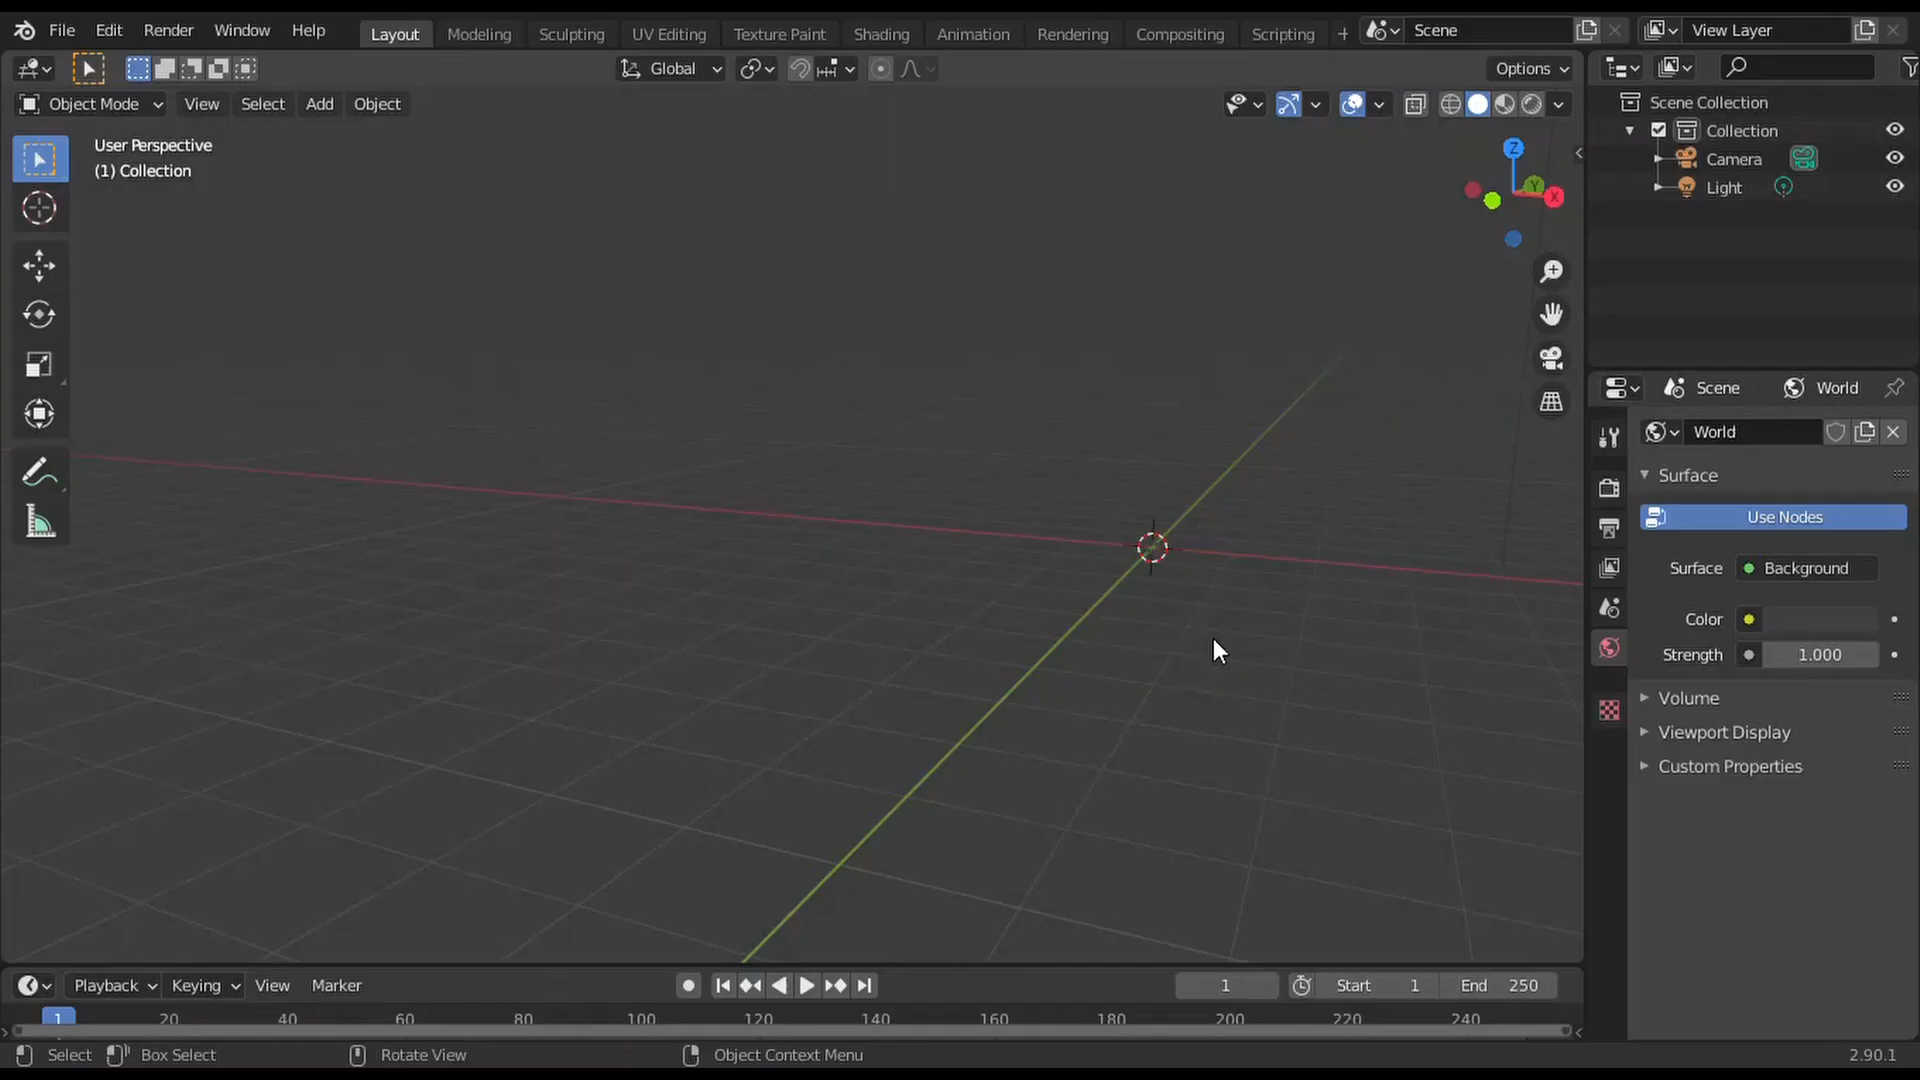 File Edit Render Window Help Layout Modeling Sculpting UV Editing Texture Paint Shading Animation Rendering Compositing Scripting + Scene View Layer
Global Options
Object Mode View Select Add Object
User Perspective
(1) Collection
Z
Y
X
Scene Collection
Collection
Camera
Light
Scene World
World
Surface
Use Nodes
Surface Background
Color
Strength 1.000
Volume
Viewport Display
Custom Properties
Playback Keying View Marker 1 Start 1 End 250
1 20 40 60 80 100 120 140 160 180 200 220 240
Select Box Select Rotate View Object Context Menu 2.90.1